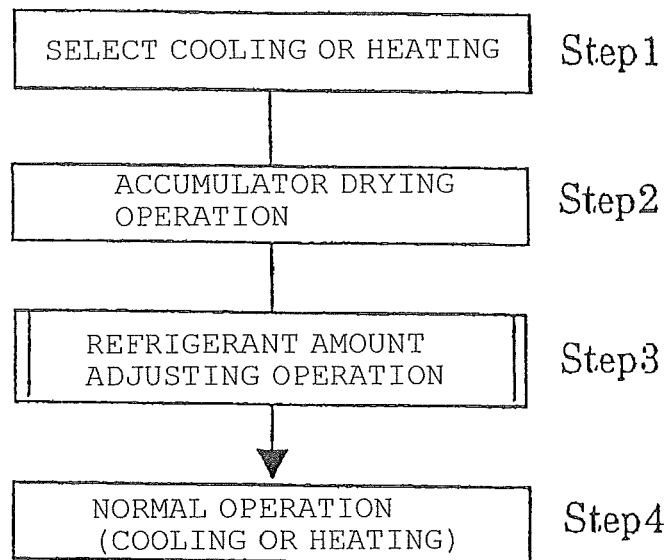 SELECT COOLING OR HEATING
Step1
ACCUMULATOR DRYING
OPERATION
Step2
REFRIGERANT AMOUNT
ADJUSTING OPERATION
Step3
NORMAL OPERATION
(COOLING OR HEATING)
Step4